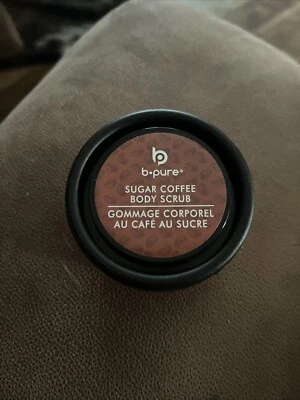 b•pure®
SUGAR COFFEE
BODY SCRUB
GOMMAGE CORPOREL
AU CAFÉ AU SUCRE